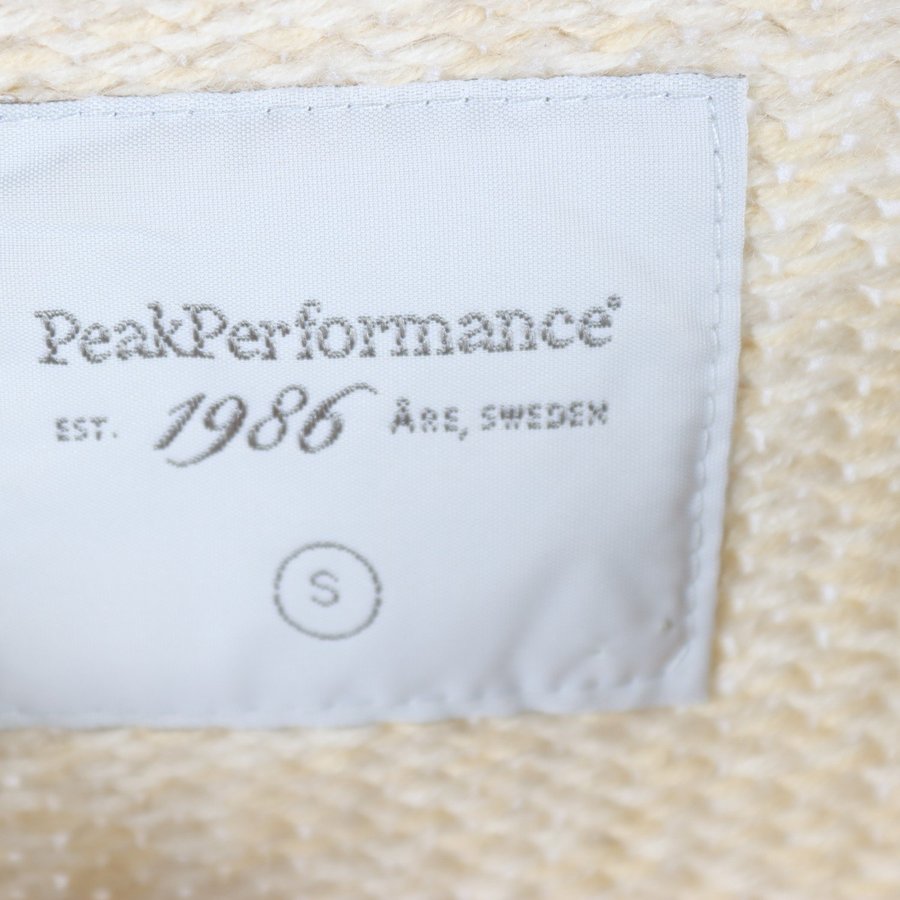 PeakPerformance®
EST. 1986 ÅRE, SWEDEN
S